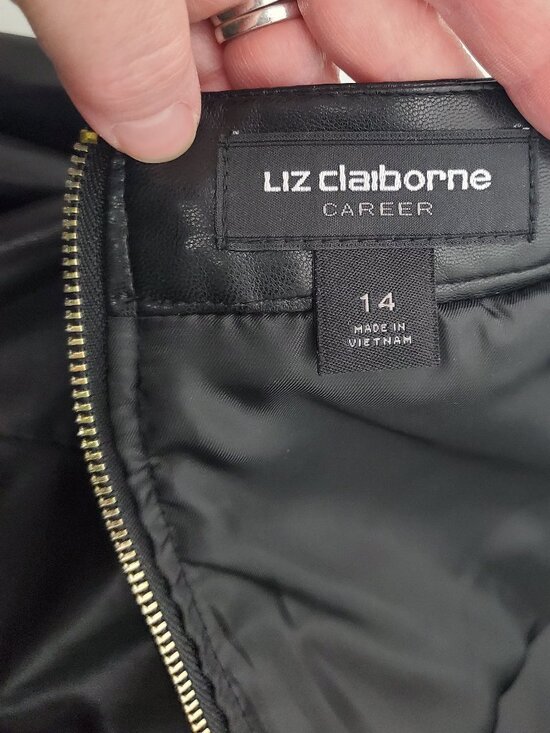 LIZ claiborne
CAREER
14
MADE IN
VIETNAM